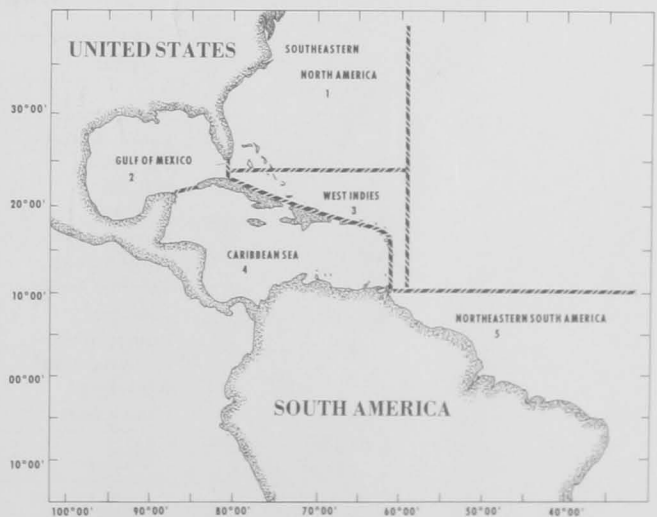 UNITED STATES
SOUTHEASTERN
NORTH AMERICA
1
30°00'
GULF OF MEXICO
2
WEST INDIES
3
20°00'
CARIBBEAN SEA
4
10°00'
NORTHEASTERN SOUTH AMERICA
5
00°00'
SOUTH AMERICA
10°00'
100°00' 90°00' 80°00' 70°00' 60°00' 50°00' 40°00'